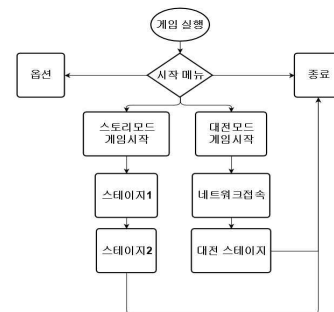 게임 실행
옵션
시작 메뉴
종료
스토리모드
게임시작
대전모드
게임시작
스테이지1
네트워크접속
스테이지2
대전 스테이지